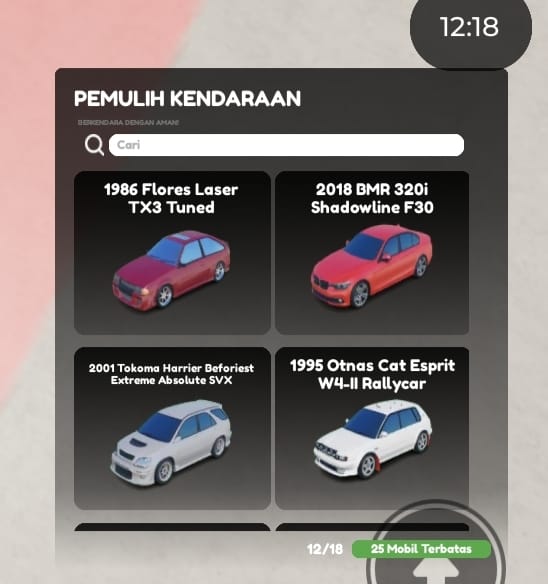 12:18
PEMULIH KENDARAAN
BERKENDARA DENGAN AMAN!
Cari
1986 Flores Laser
TX3 Tuned
2018 BMR 320i
Shadowline F30
2001 Tokoma Harrier Beforiest
Extreme Absolute SVX
1995 Otnas Cat Esprit
W4-II Rallycar
12/18
25 Mobil Terbatas